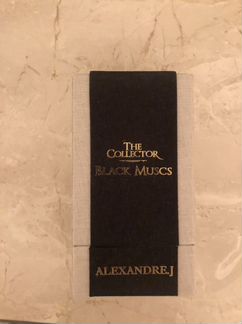 THE
COLLECTOR
BLACK MUSCS
ALEXANDRE.J